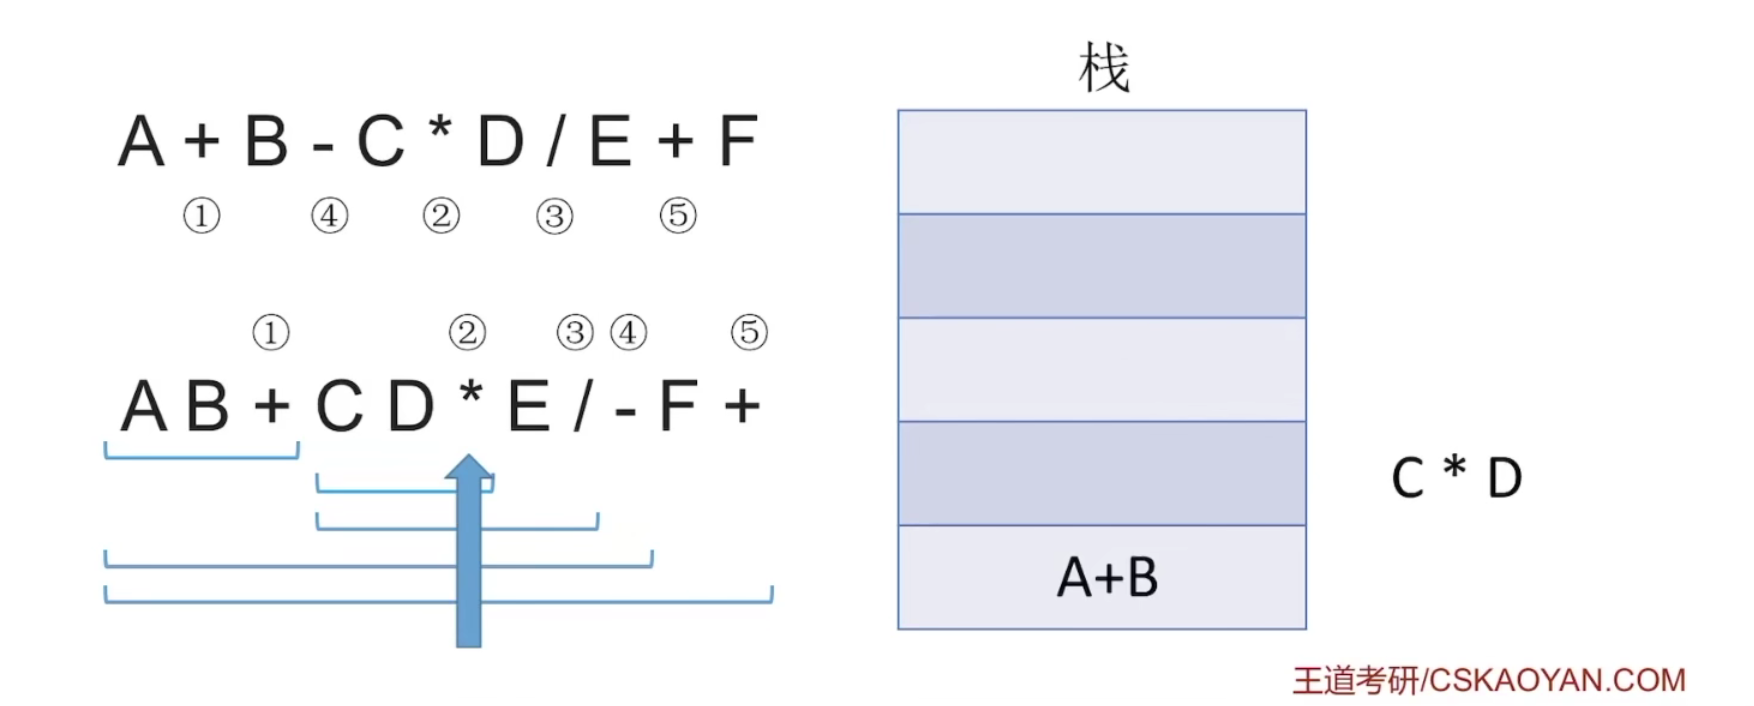 栈
A + B - C * D / E + F
① ④ ② ③ ⑤
① ② ③ ④ ⑤
A B + C D * E / - F +
C * D
A+B
王道考研/CSKAOYAN.COM